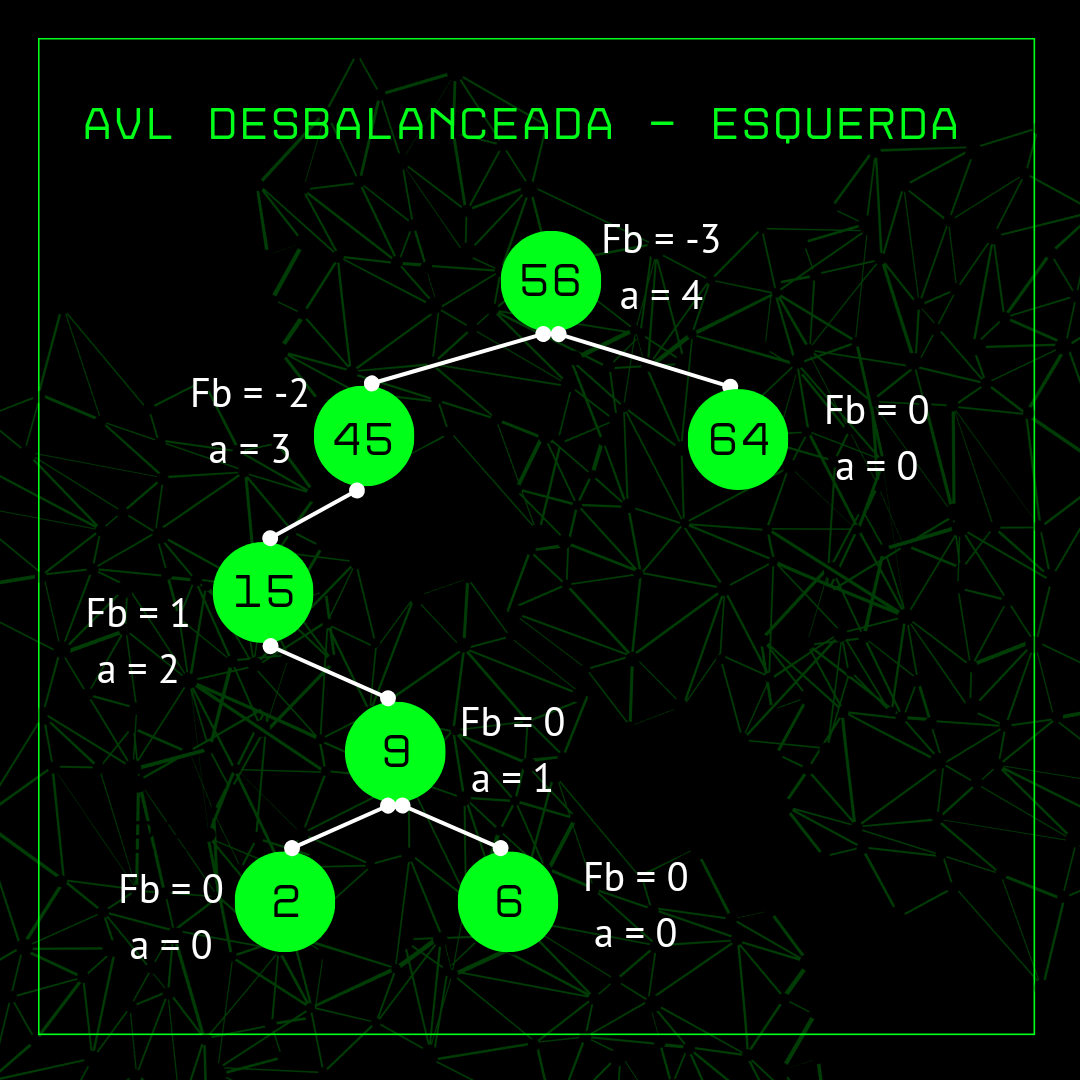 AVL DESBALANCEADA - ESQUERDA
56
Fb = -3
a = 4
Fb = -2
a = 3
45
64
Fb = 0
a = 0
15
Fb = 1
a = 2
9
Fb = 0
a = 1
Fb = 0
a = 0
2
6
Fb = 0
a = 0